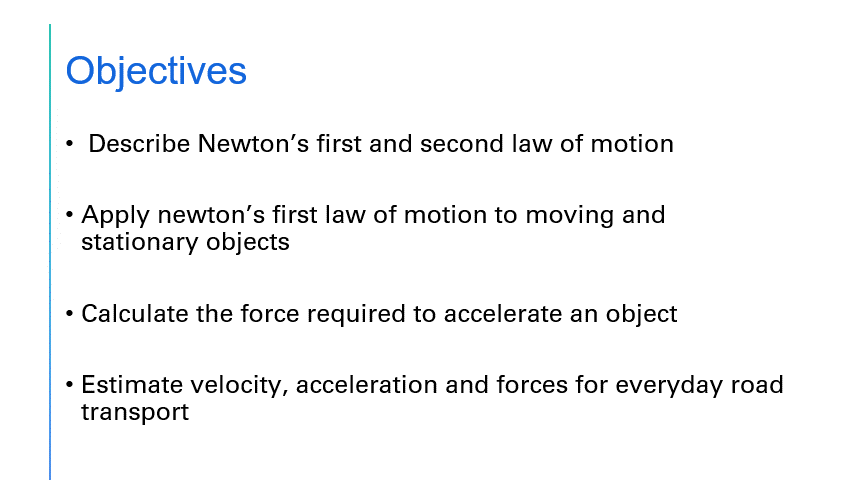 Objectives
• Describe Newton’s first and second law of motion
• Apply newton’s first law of motion to moving and
stationary objects
• Calculate the force required to accelerate an object
• Estimate velocity, acceleration and forces for everyday road
transport